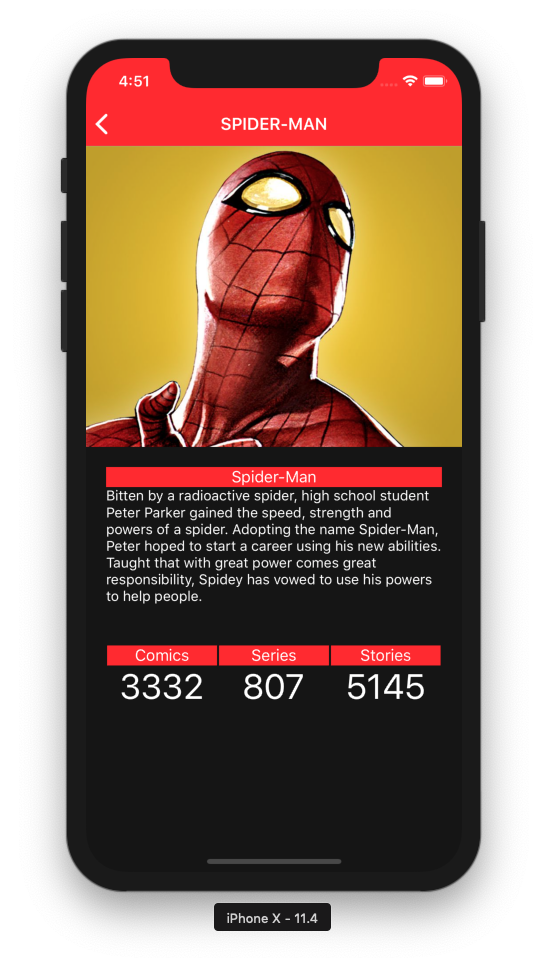 4:51
SPIDER-MAN
Spider-Man
Bitten by a radioactive spider, high school student
Peter Parker gained the speed, strength and
powers of a spider. Adopting the name Spider-Man,
Peter hoped to start a career using his new abilities.
Taught that with great power comes great
responsibility, Spidey has vowed to use his powers
to help people.
Comics Series Stories
3332 807 5145
iPhone X - 11.4